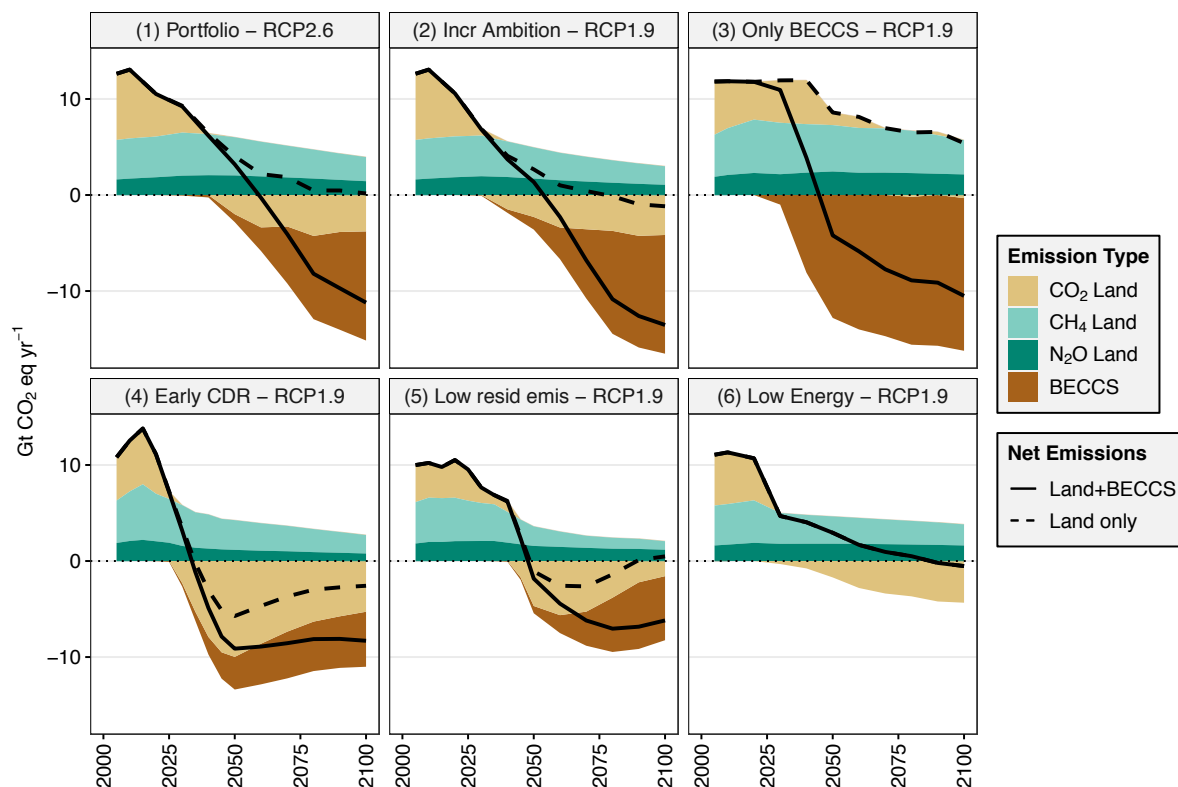 (1) Portfolio − RCP2.6
(2) Incr Ambition − RCP1.9
(3) Only BECCS − RCP1.9
10
0
−10
(4) Early CDR − RCP1.9
(5) Low resid emis − RCP1.9
(6) Low Energy − RCP1.9
10
0
−10
Gt CO₂ eq yr⁻¹
2000 2025 2050 2075 2100
2000 2025 2050 2075 2100
2000 2025 2050 2075 2100
Emission Type
CO₂ Land
CH₄ Land
N₂O Land
BECCS
Net Emissions
Land+BECCS
Land only